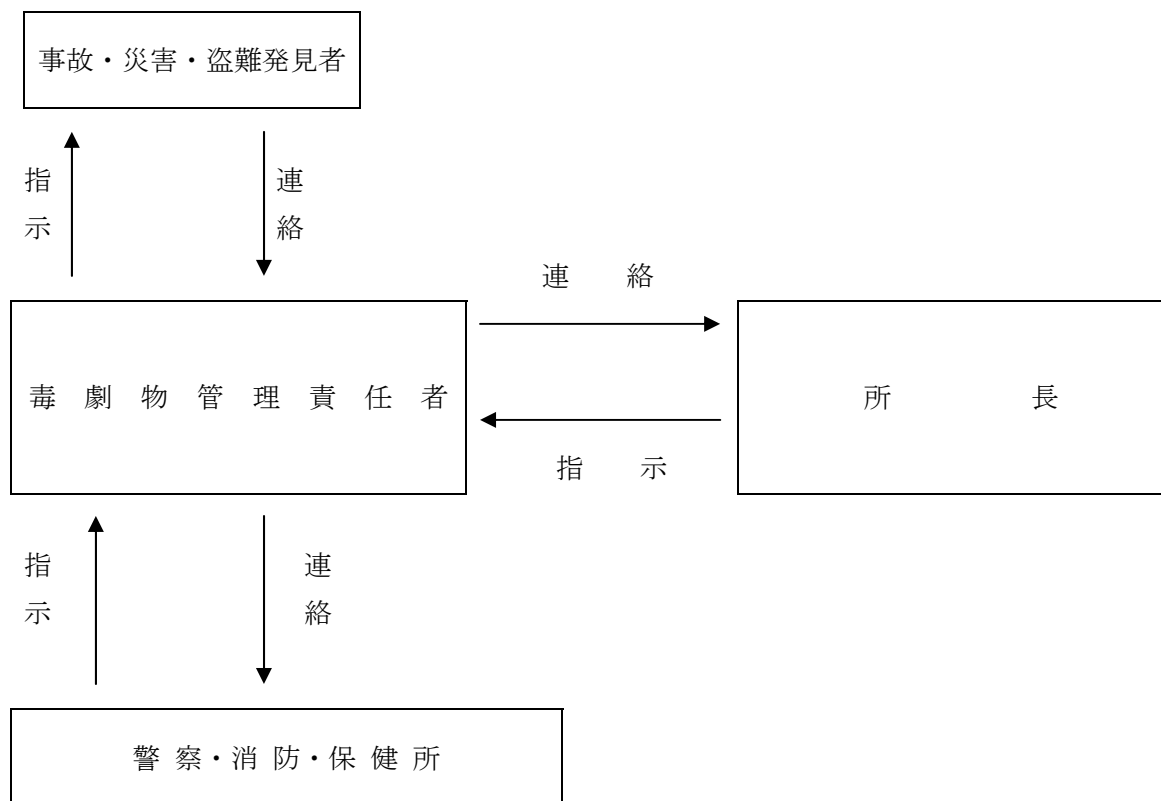 事故・災害・盗難発見者
指示
連絡
連絡
毒劇物管理責任者
所長
指示
指示
連絡
警察・消防・保健所